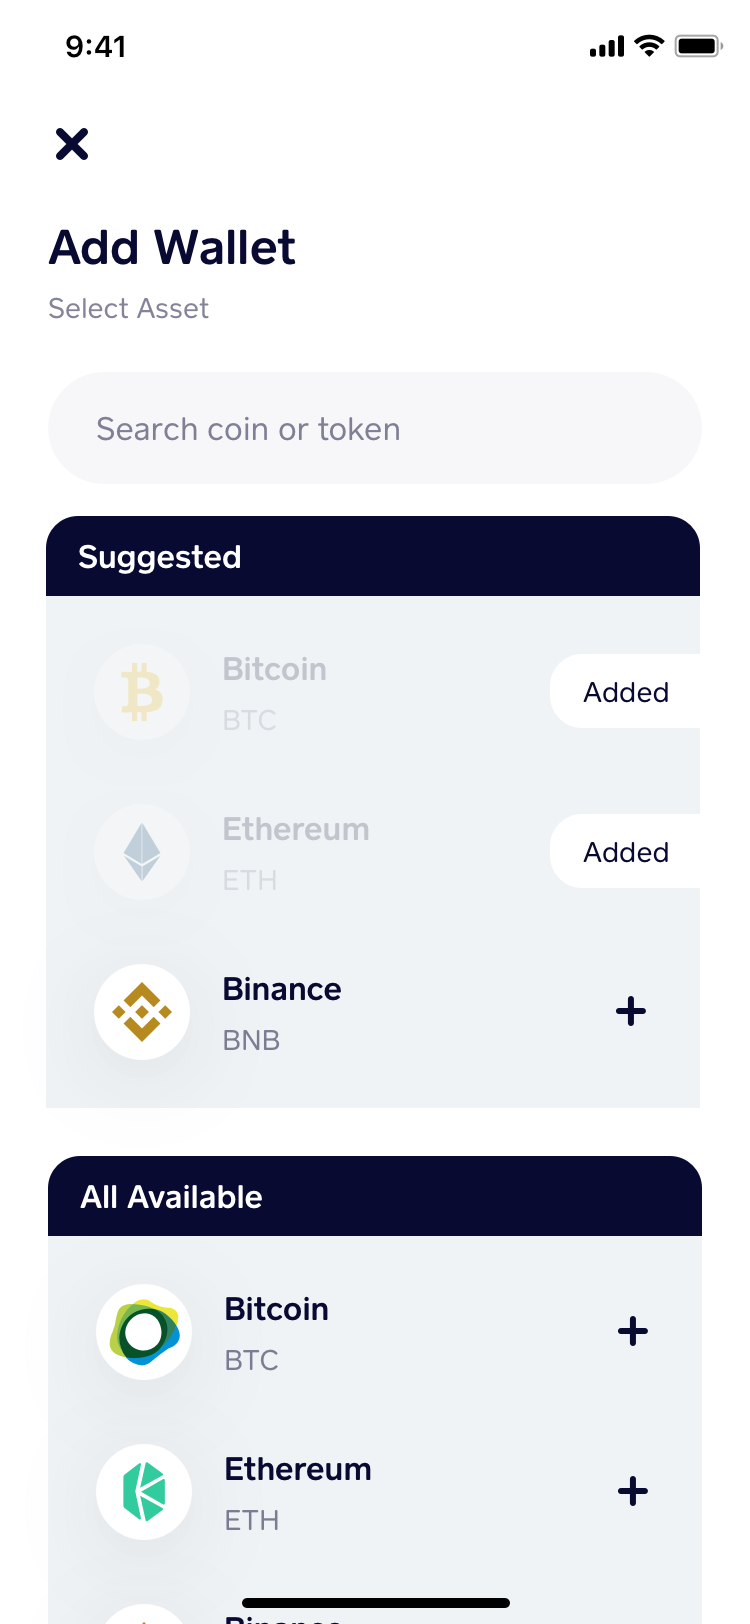 9:41
Add Wallet
Select Asset
Search coin or token
Suggested
Bitcoin
BTC
Added
Ethereum
ETH
Added
Binance
BNB
All Available
Bitcoin
BTC
Ethereum
ETH
Binance